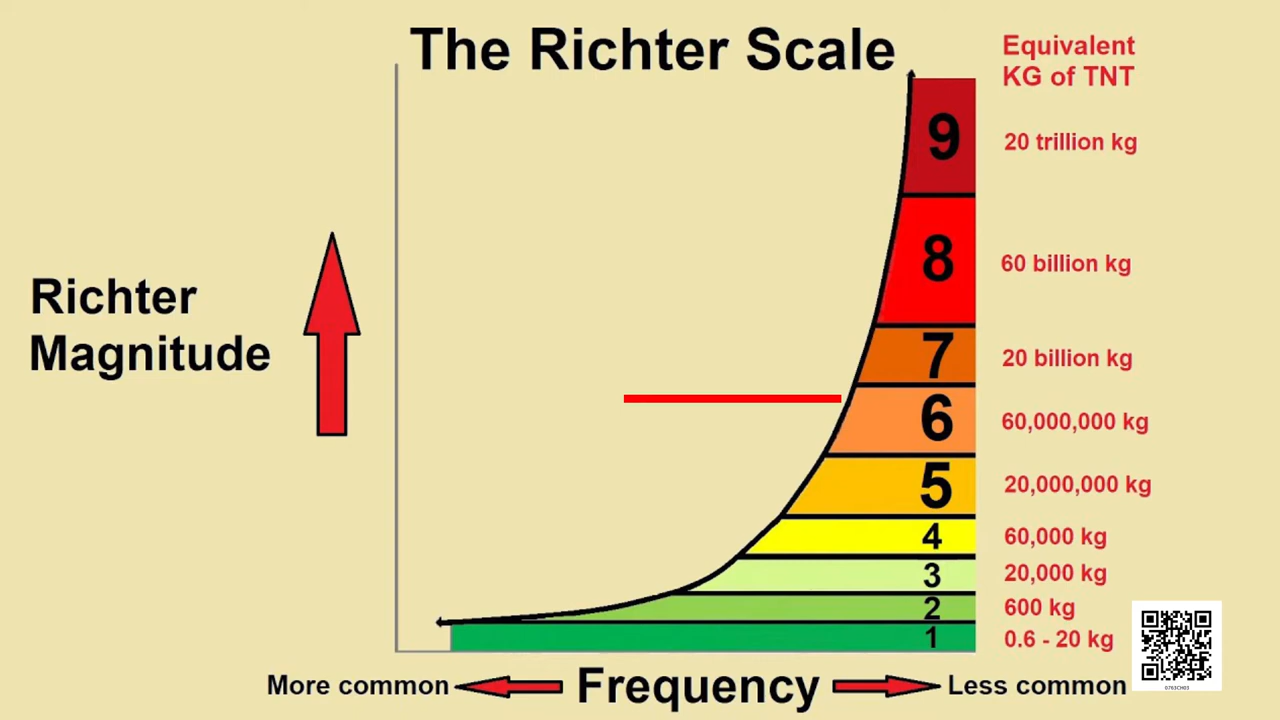 The Richter Scale
Equivalent
KG of TNT
9
20 trillion kg
8
60 billion kg
Richter
Magnitude
7
20 billion kg
6
60,000,000 kg
5
20,000,000 kg
4
60,000 kg
3
20,000 kg
2
600 kg
1
0.6 - 20 kg
More common
Frequency
Less common
0763CH03